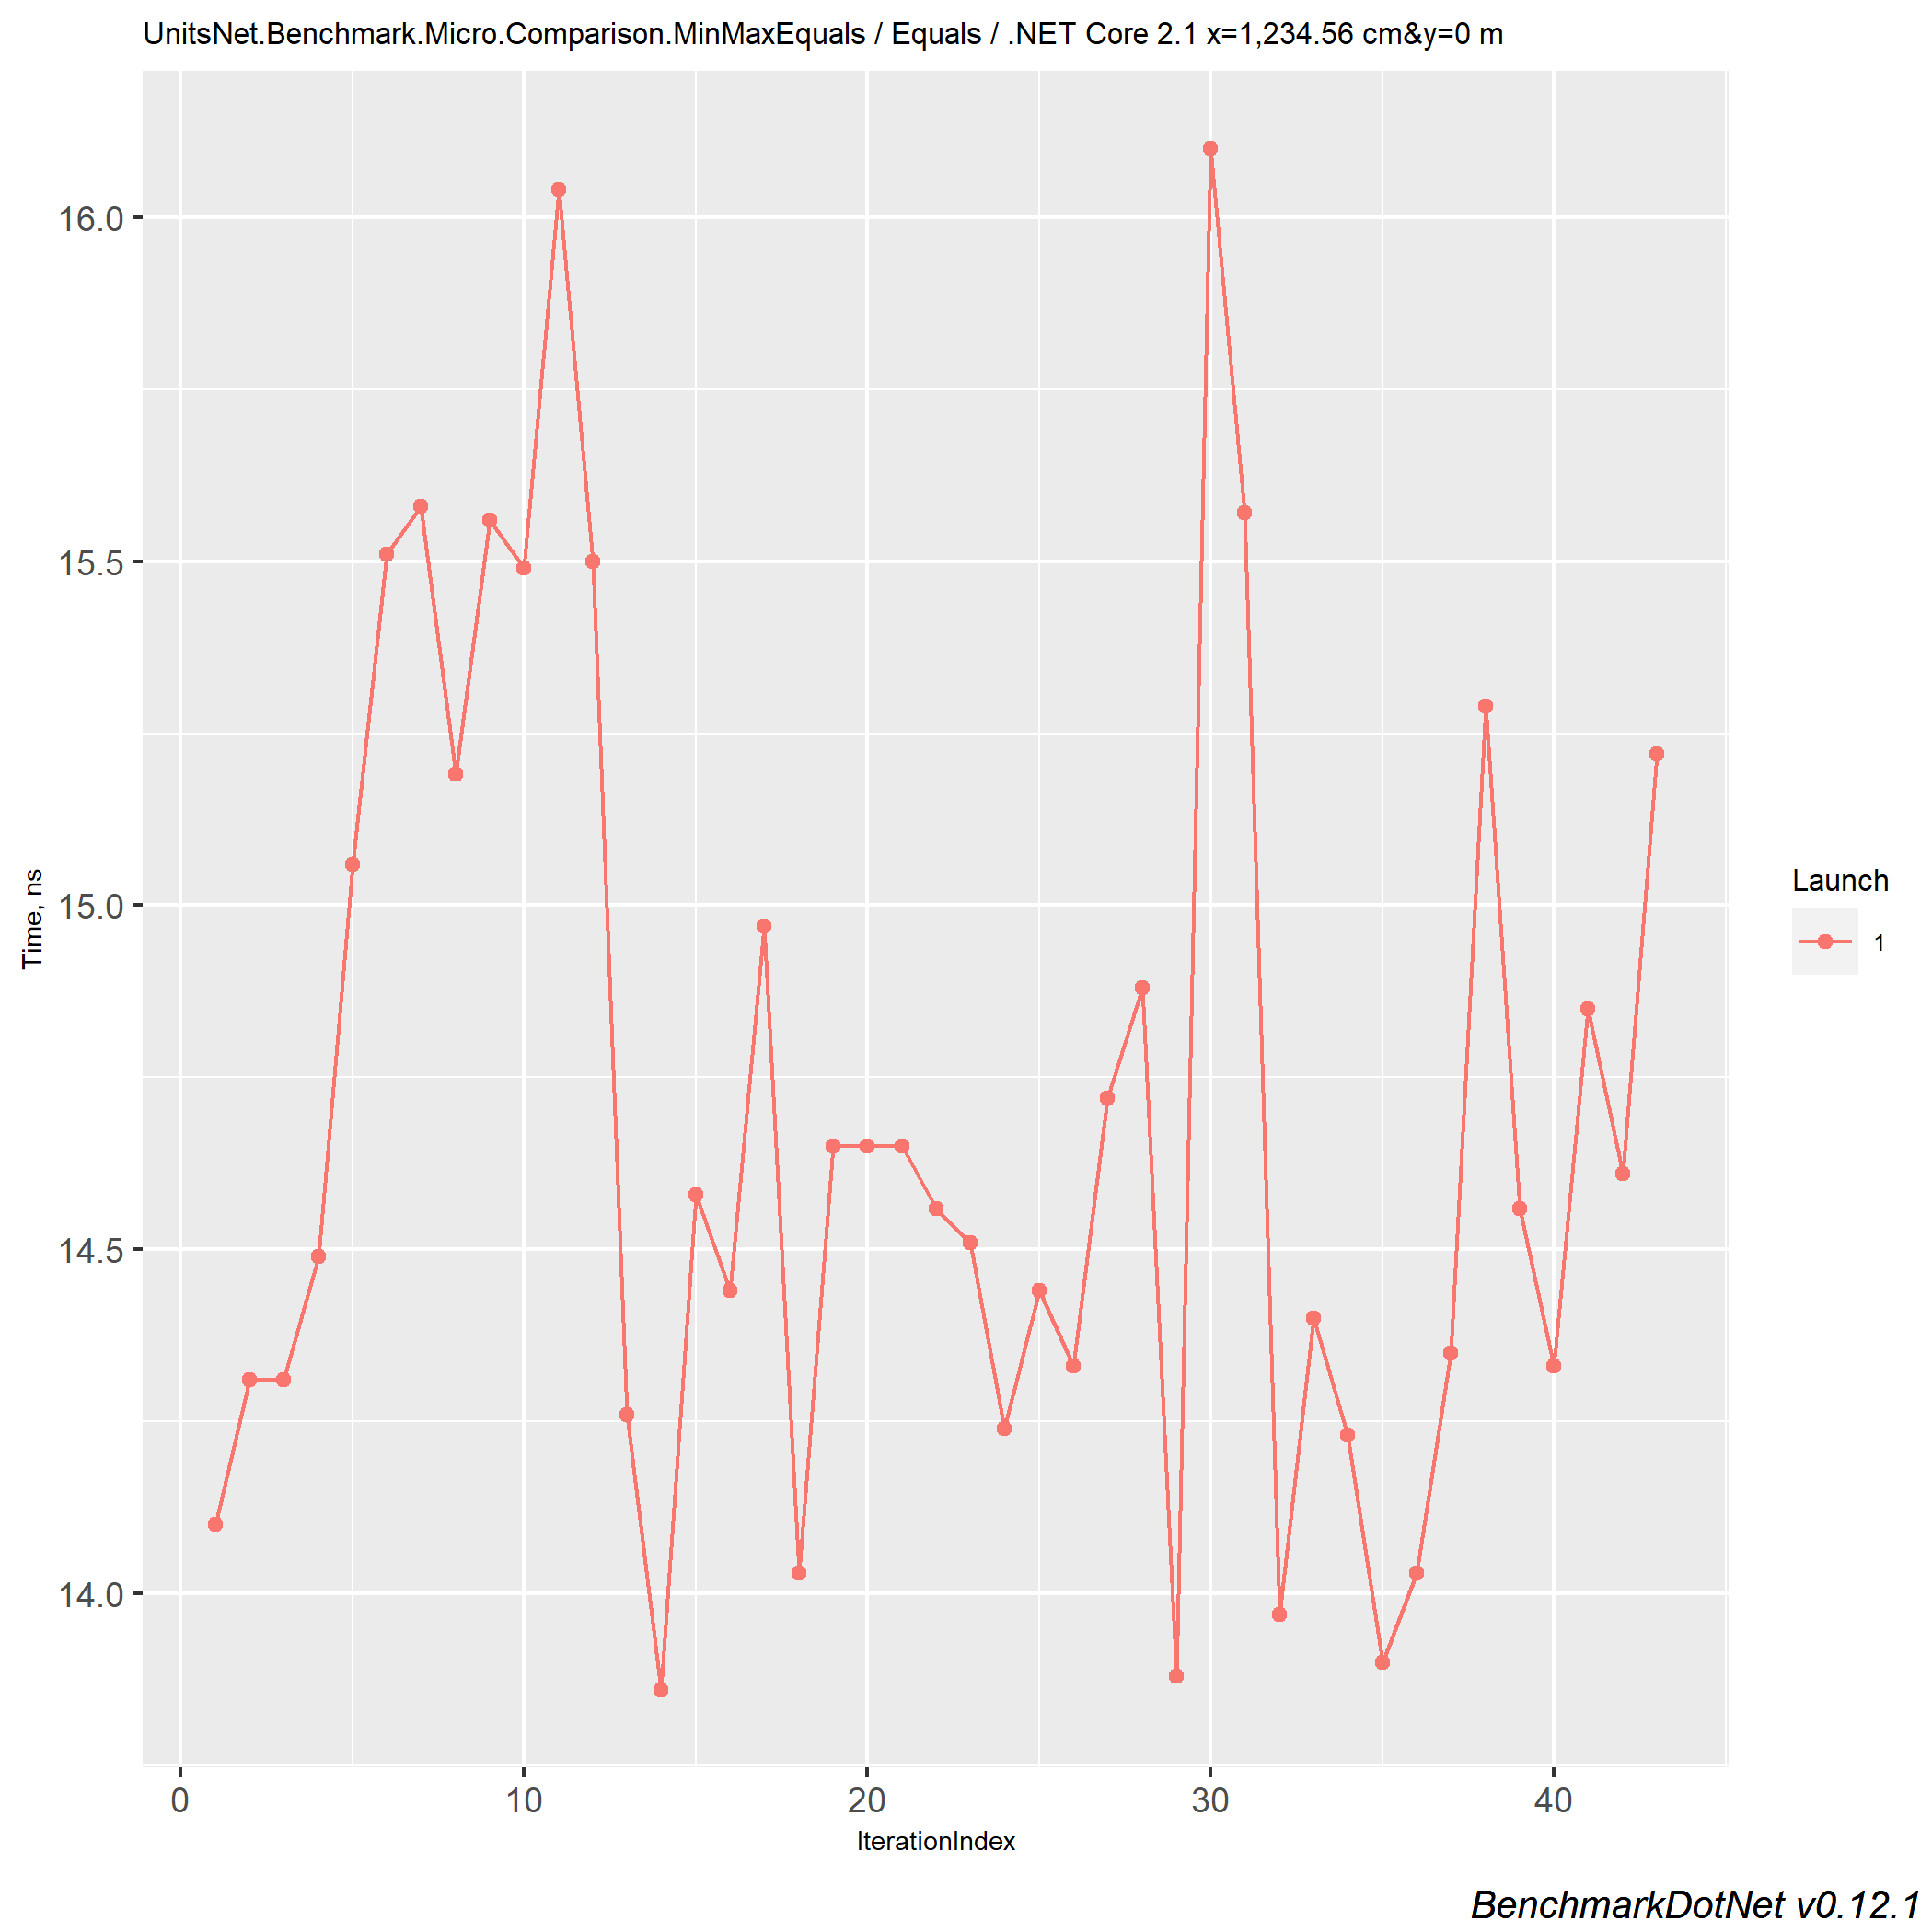 UnitsNet.Benchmark.Micro.Comparison.MinMaxEquals / Equals / .NET Core 2.1 x=1,234.56 cm&y=0 m
16.0
15.5
15.0
14.5
14.0
Time, ns
0 10 20 30 40
IterationIndex
Launch
1
BenchmarkDotNet v0.12.1